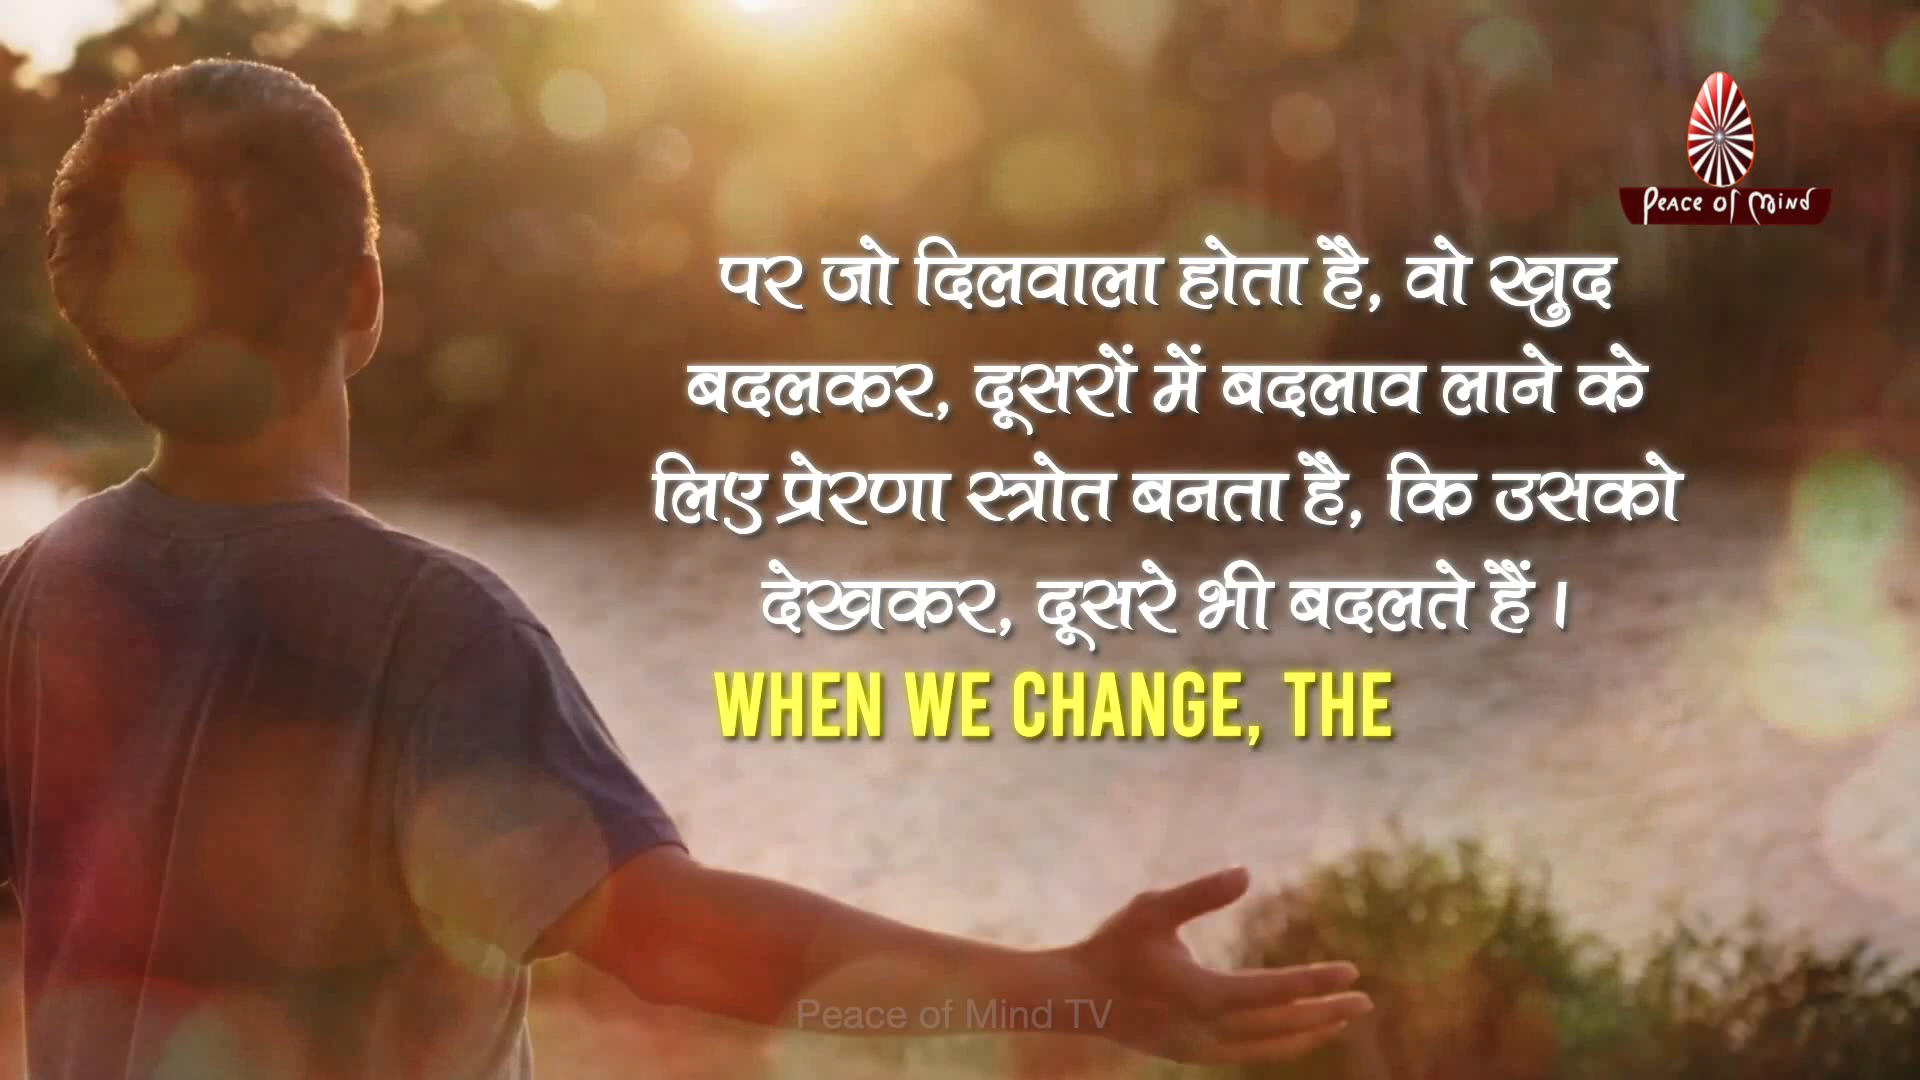 Peace of Mind
पर जो दिलवाला होता है, वो खुद
बदलकर, दूसरों में बदलाव लाने के
लिए प्रेरणा स्त्रोत बनता है, कि उसको
देखकर, दूसरे भी बदलते हैं।
WHEN WE CHANGE, THE
Peace of Mind TV